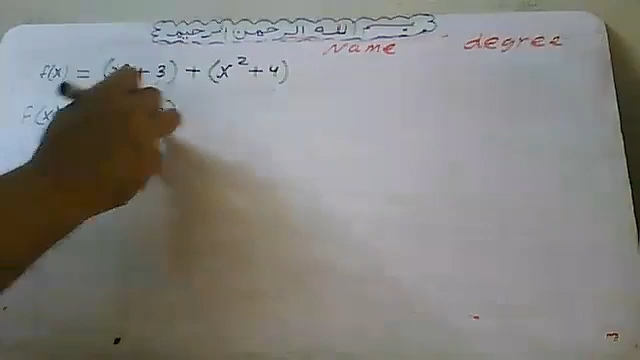 بسم الله الرحمن الرحيم
Name degree
f(x) = + 3) + (x² + 4)
F(x)